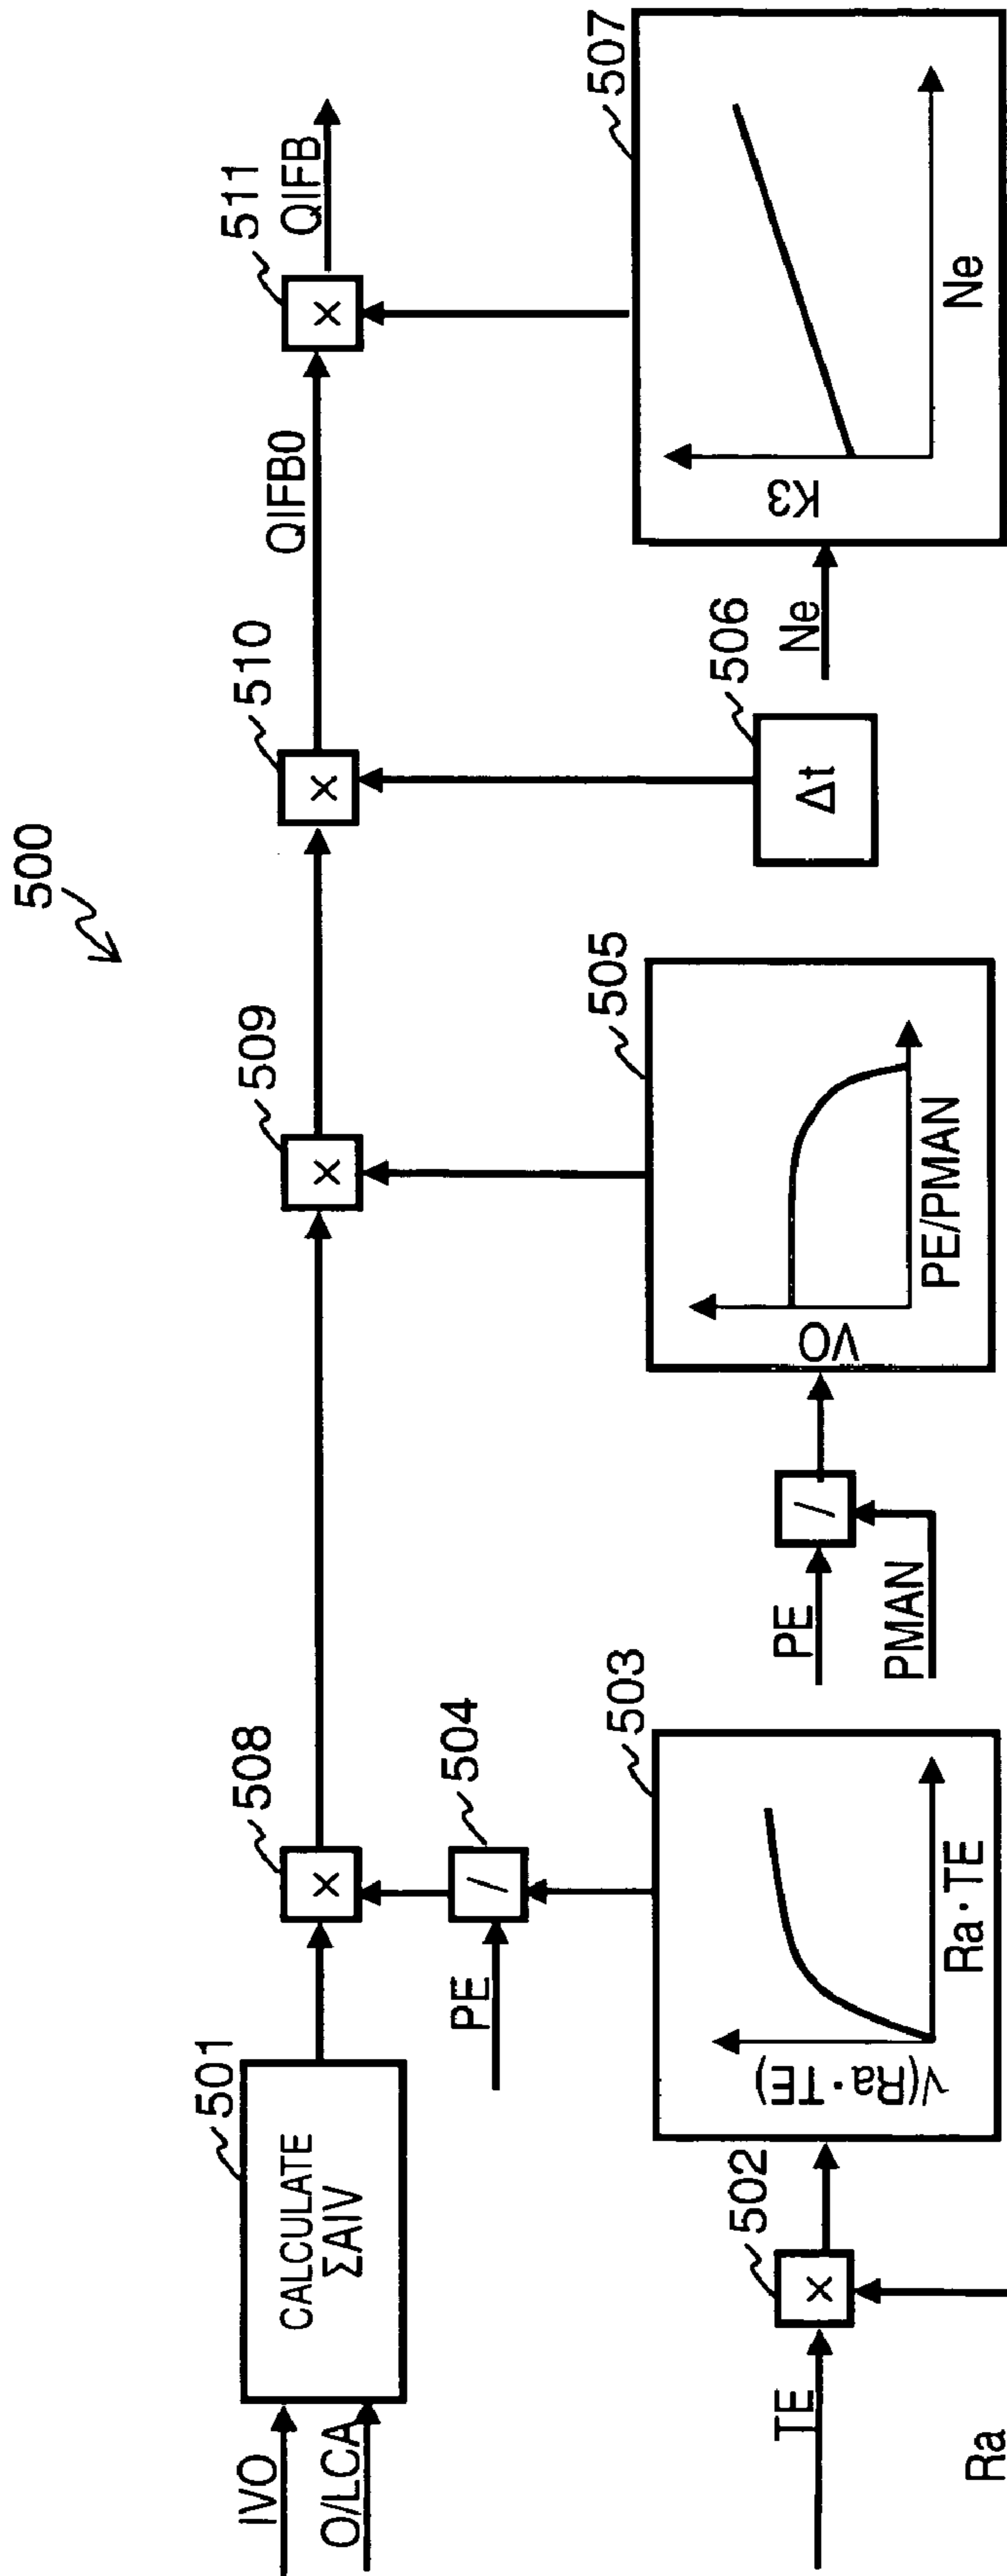 500
IVO
O/LCA
501
CALCULATE
ΣAIV
508
×
509
×
510
×
QIFB0
511
×
QIFB
PE
504
/
TE
Ra
502
×
503
√(Ra·TE)
Ra·TE
PE
PMAN
/
505
VO
PE/PMAN
506
Δt
Ne
507
K3
Ne